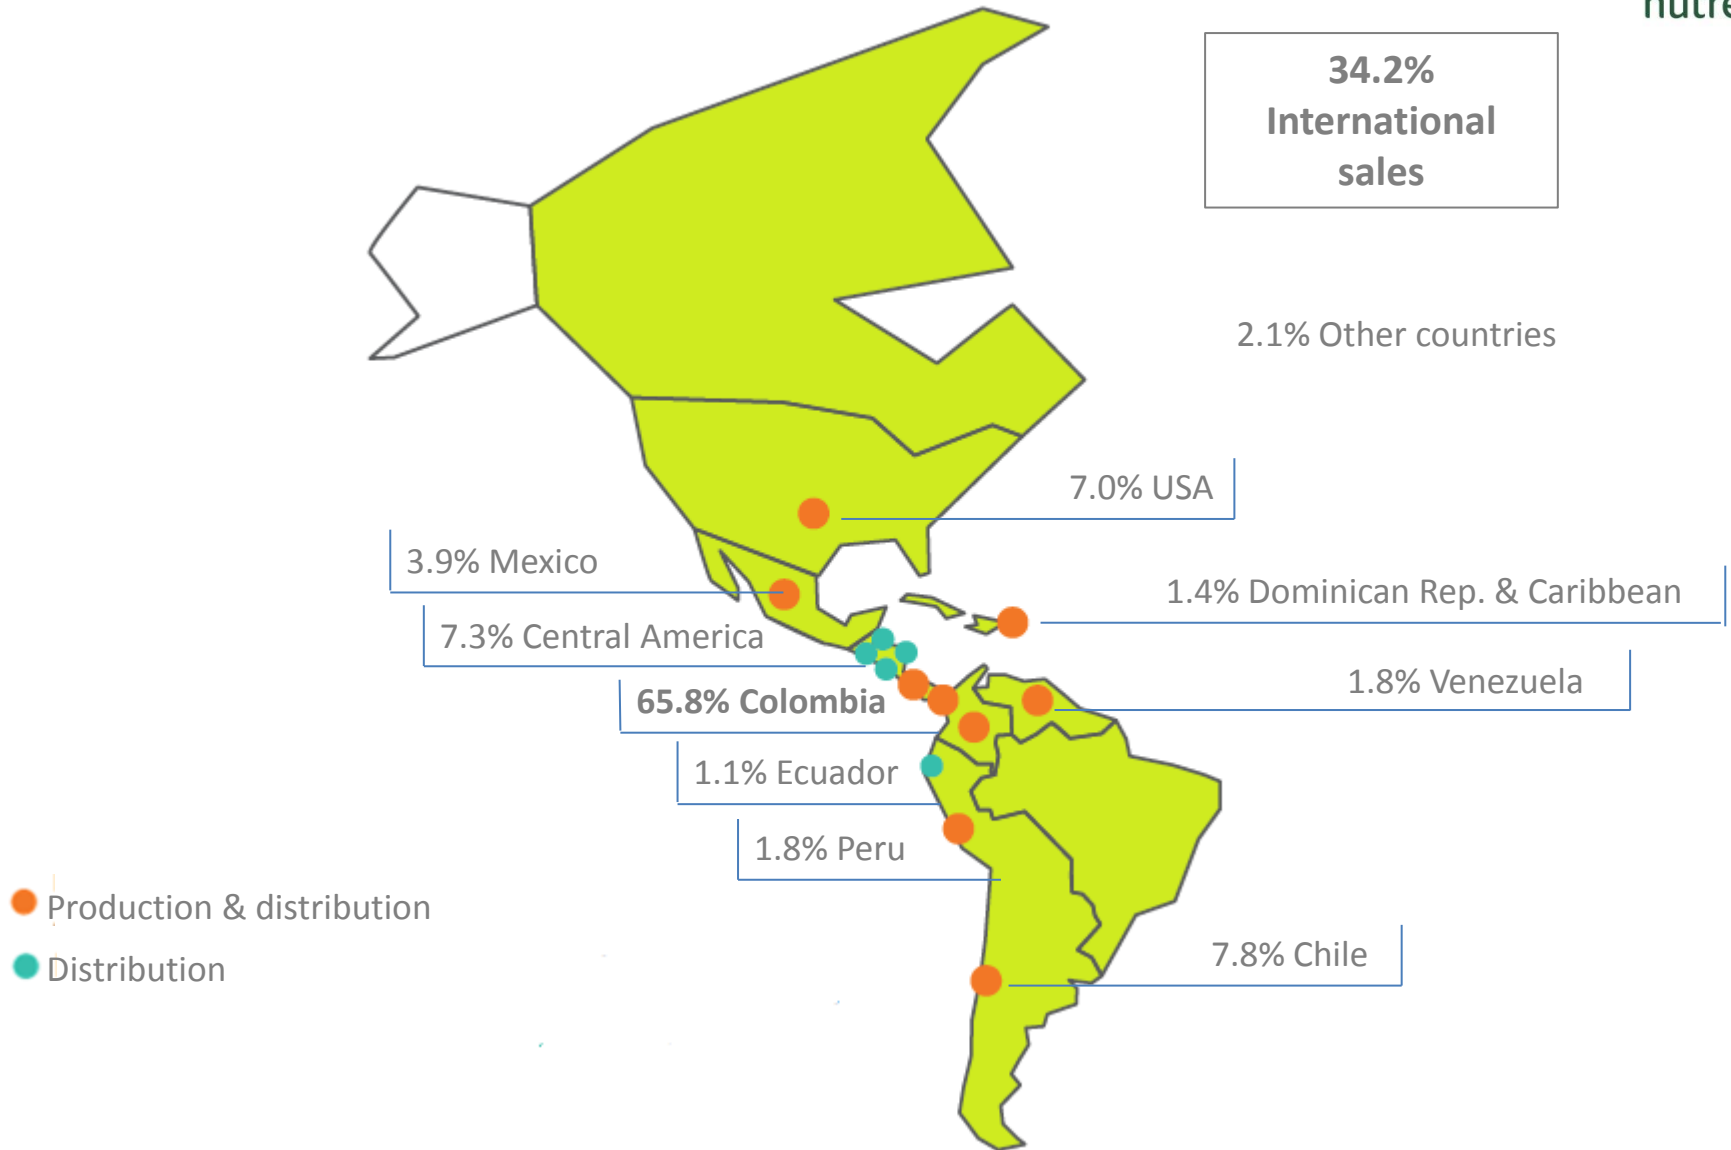 34.2%
International
sales
2.1% Other countries
7.0% USA
3.9% Mexico
1.4% Dominican Rep. & Caribbean
7.3% Central America
1.8% Venezuela
65.8% Colombia
1.1% Ecuador
1.8% Peru
Production & distribution
7.8% Chile
Distribution